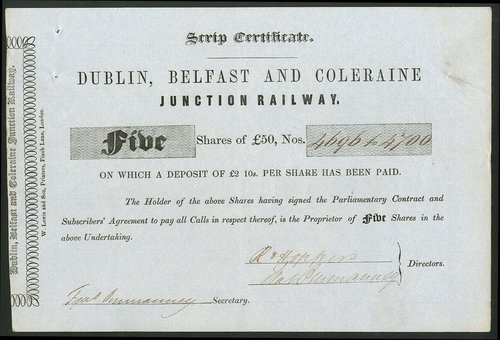 Scrip Certificate.
DUBLIN, BELFAST AND COLERAINE
JUNCTION RAILWAY.
Five Shares of £50, Nos. 4696 to 4700
ON WHICH A DEPOSIT OF £2 10s. PER SHARE HAS BEEN PAID.
The Holder of the above Shares having signed the Parliamentary Contract and
Subscribers' Agreement to pay all Calls in respect thereof, is the Proprietor of Five Shares in the
above Undertaking.
Directors.
Secretary.
Dublin, Belfast and Coleraine Junction Railway.
W. Lewis and Son, Printers, Finch Lane, London.